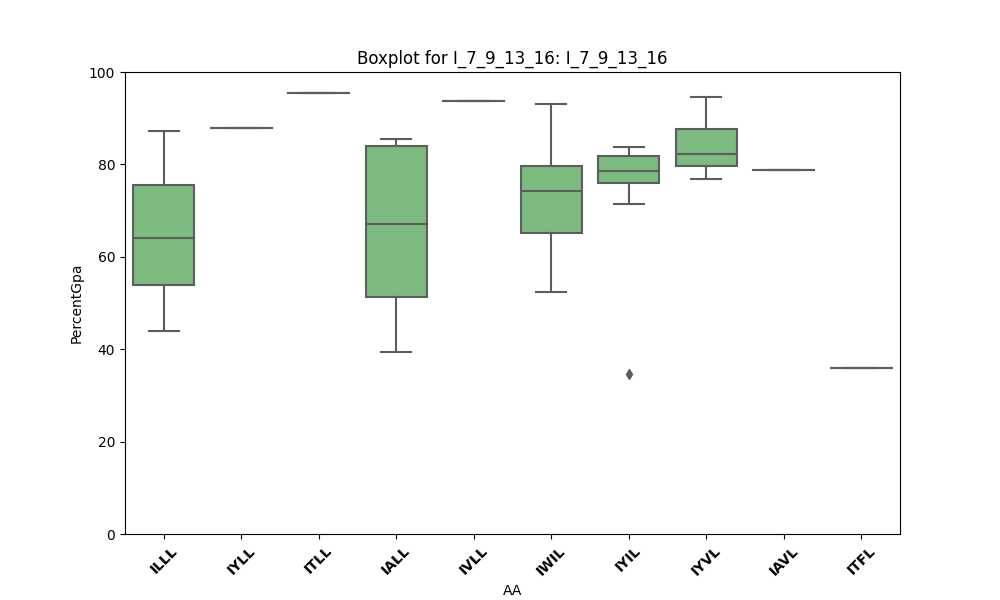 Boxplot for I_7_9_13_16: I_7_9_13_16
PercentGpa
100
80
60
40
20
0
ILLL
IYLL
ITLL
IALL
IVLL
IWIL
IYIL
IYVL
IAVL
ITFL
AA